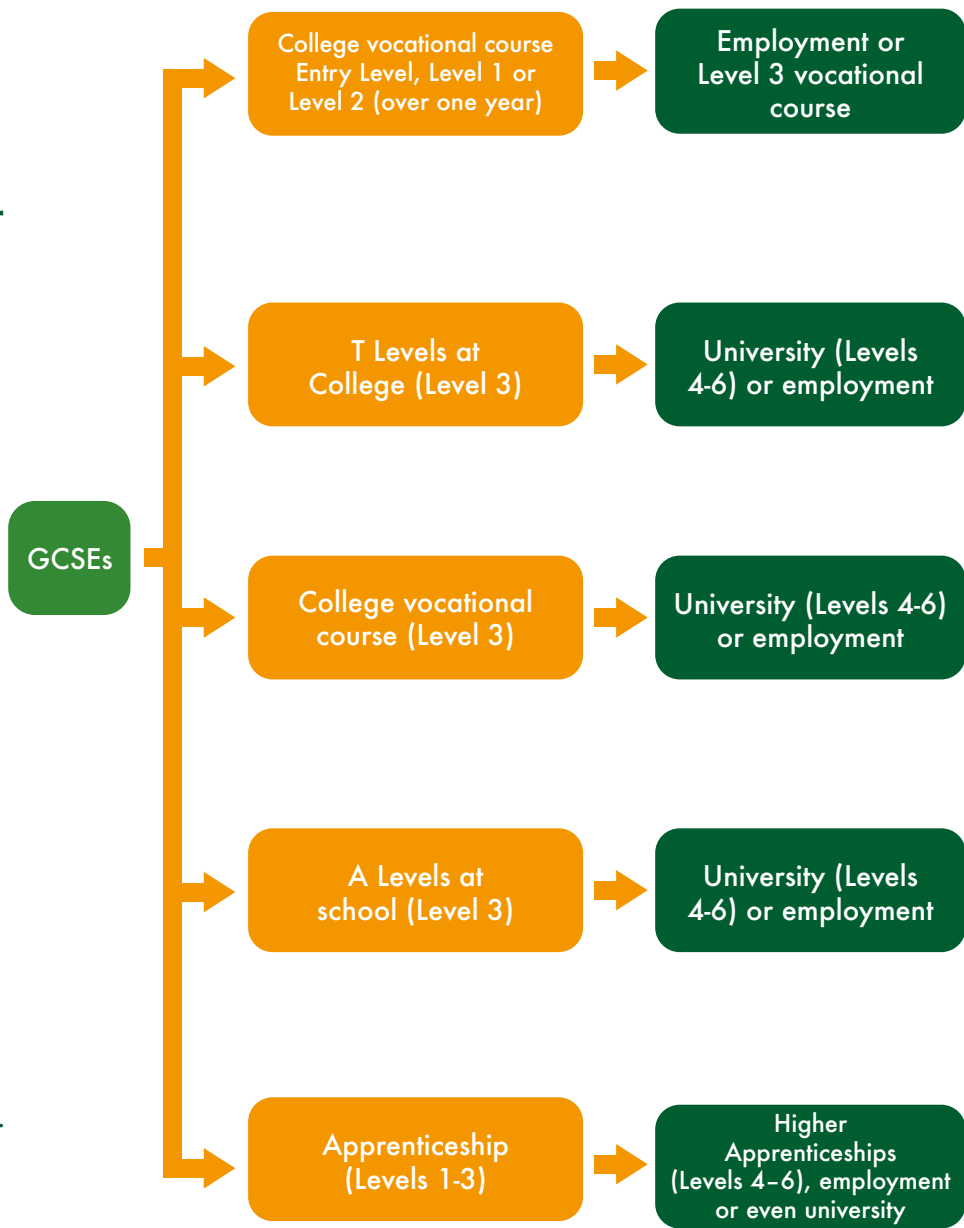 College vocational course
Entry Level, Level 1 or
Level 2 (over one year)
Employment or
Level 3 vocational
course
T Levels at
College (Level 3)
University (Levels
4-6) or employment
GCSEs
College vocational
course (Level 3)
University (Levels 4-6)
or employment
A Levels at
school (Level 3)
University (Levels
4-6) or employment
Apprenticeship
(Levels 1-3)
Higher
Apprenticeships
(Levels 4–6), employment
or even university